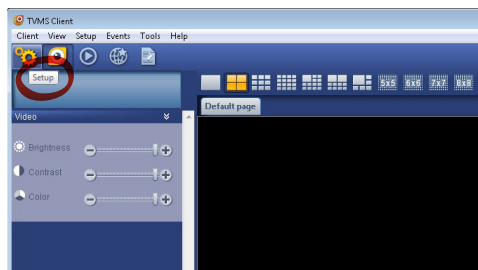 TVMS Client
Client View Setup Events Tools Help
Setup
5x5 6x6 7x7 8x8
Default page
Video
Brightness
Contrast
Color